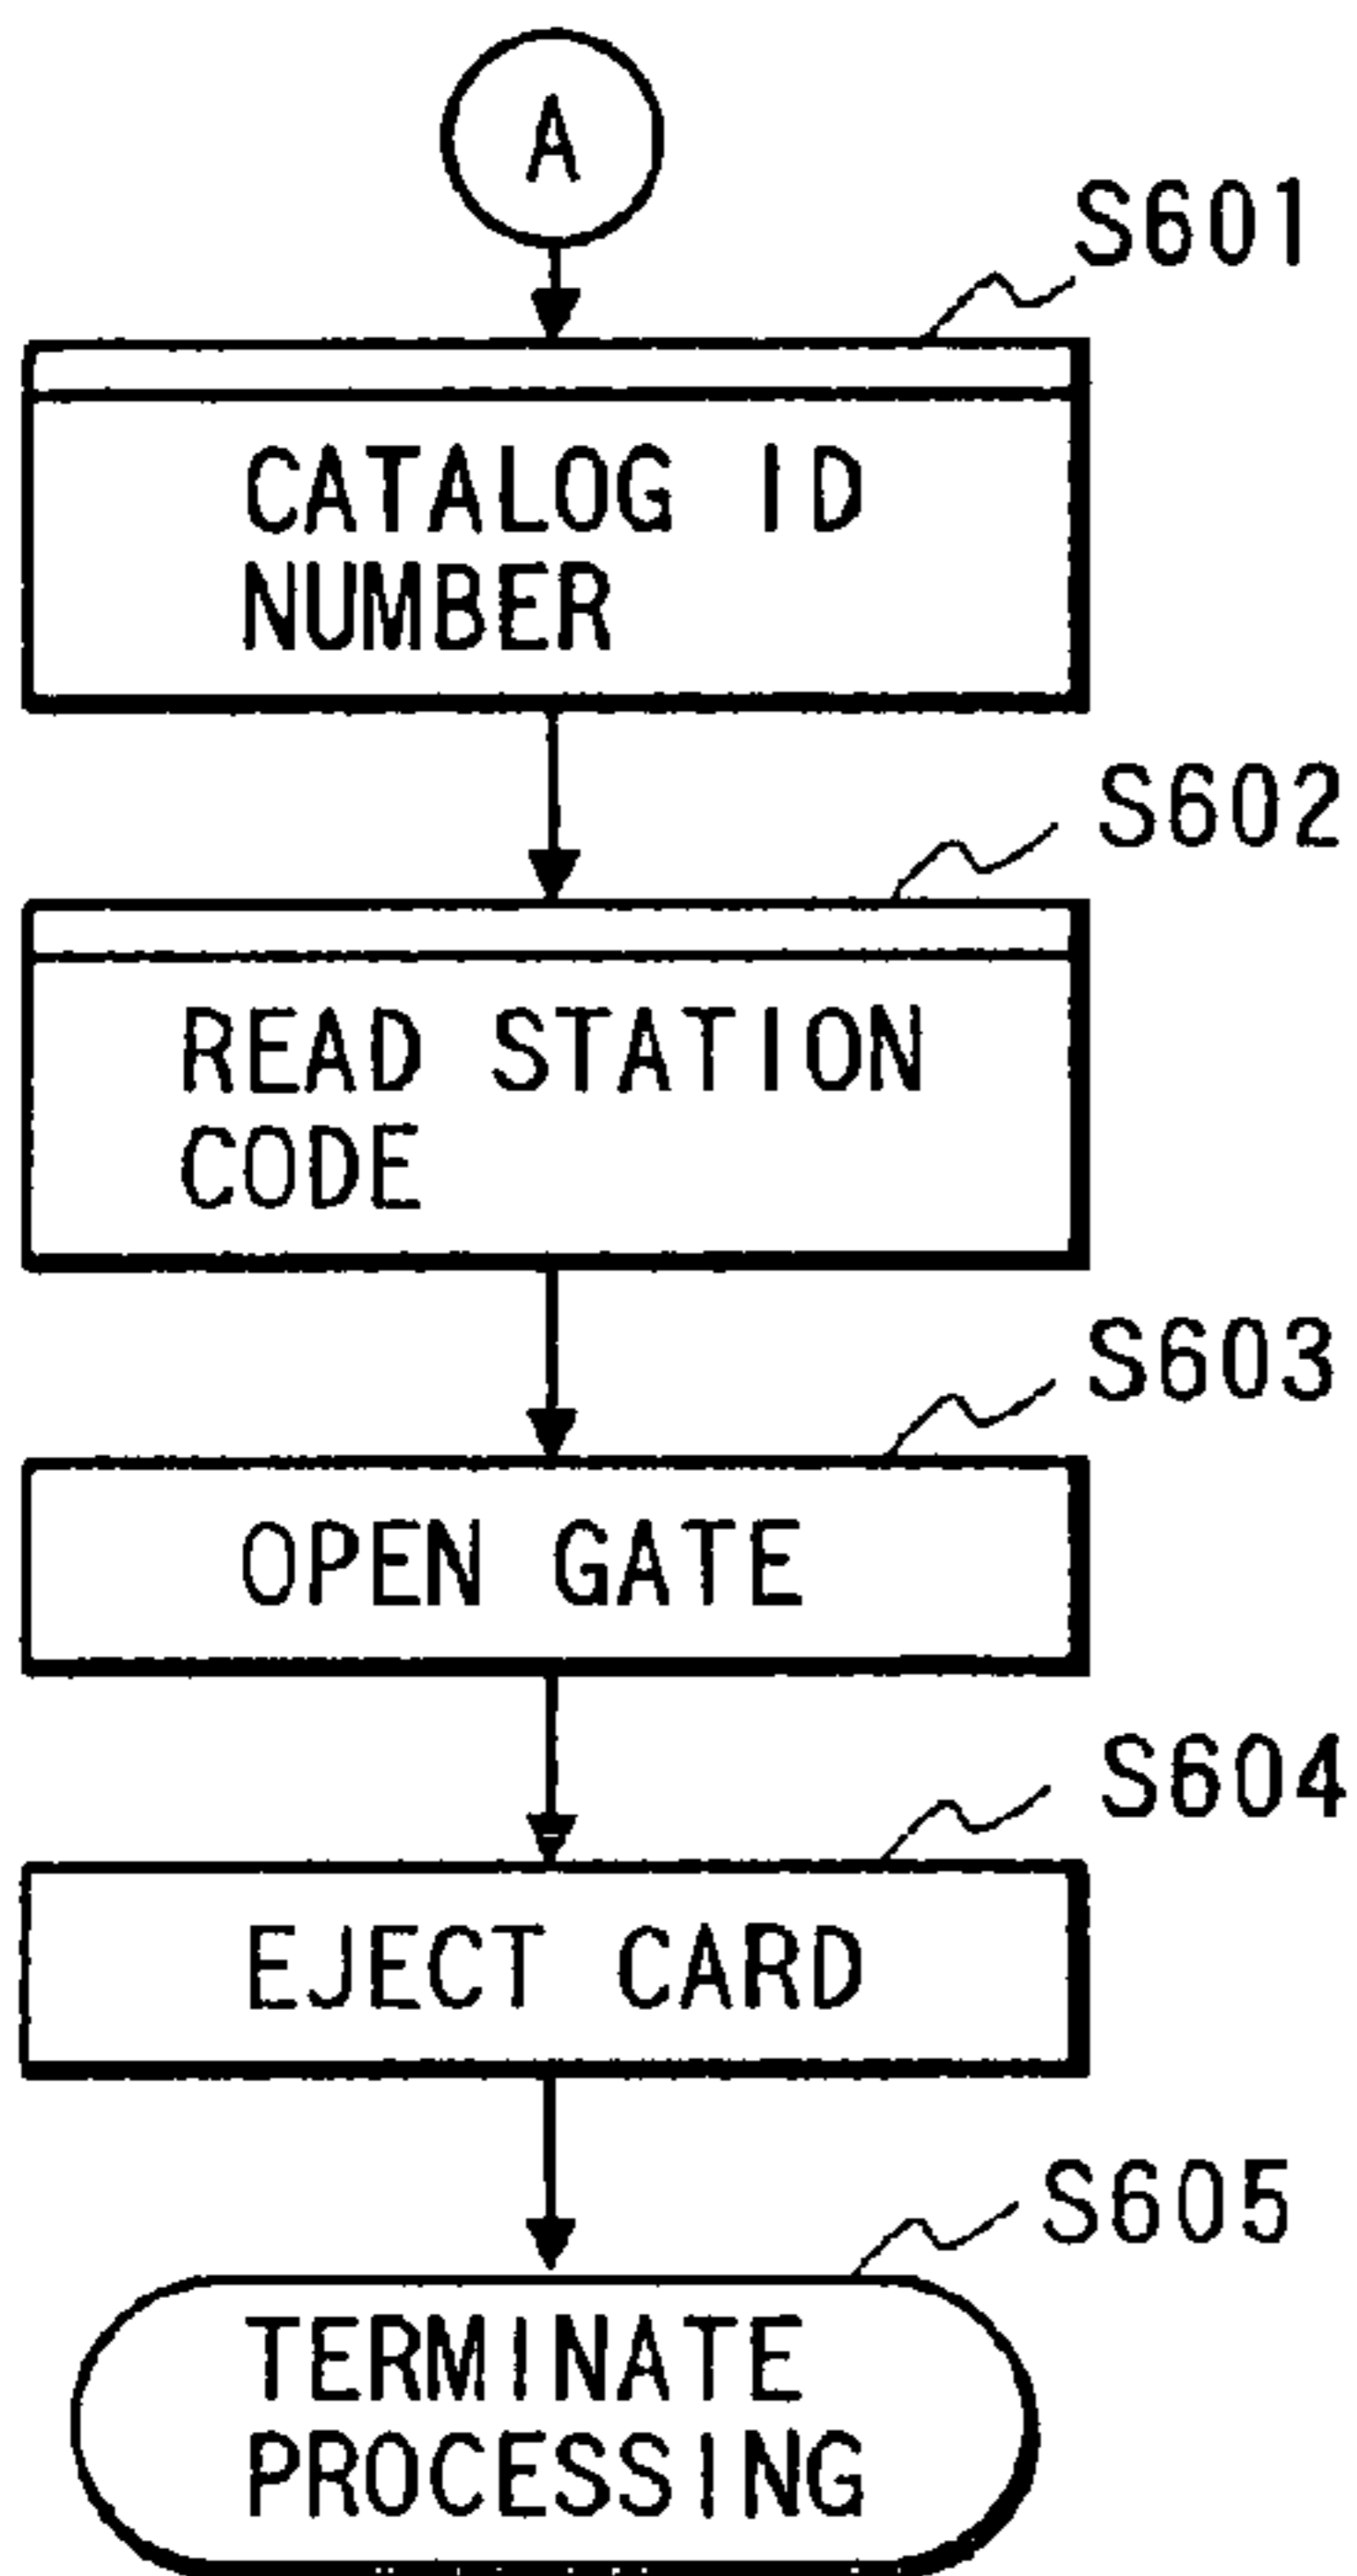 A
S601
CATALOG ID
NUMBER
S602
READ STATION
CODE
S603
OPEN GATE
S604
EJECT CARD
S605
TERMINATE
PROCESSING